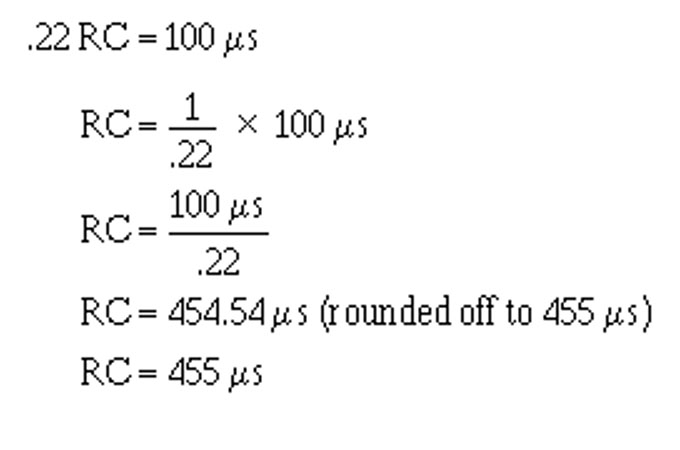 .22 RC = 100 μs
RC = 1/.22 × 100 μs
RC = 100 μs/.22
RC = 454.54 μs (rounded off to 455 μs)
RC = 455 μs